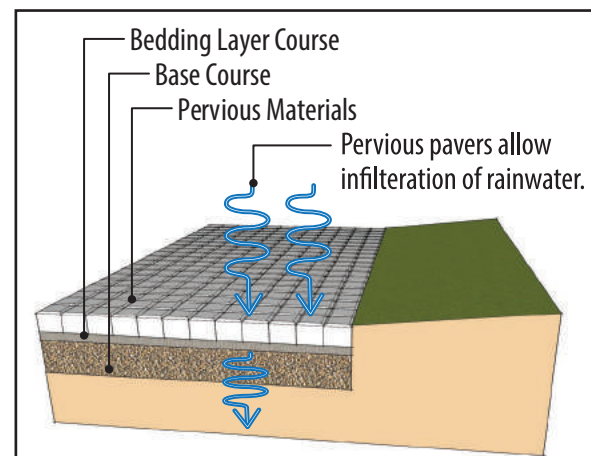 Bedding Layer Course
Base Course
Pervious Materials
Pervious pavers allow
infilteration of rainwater.